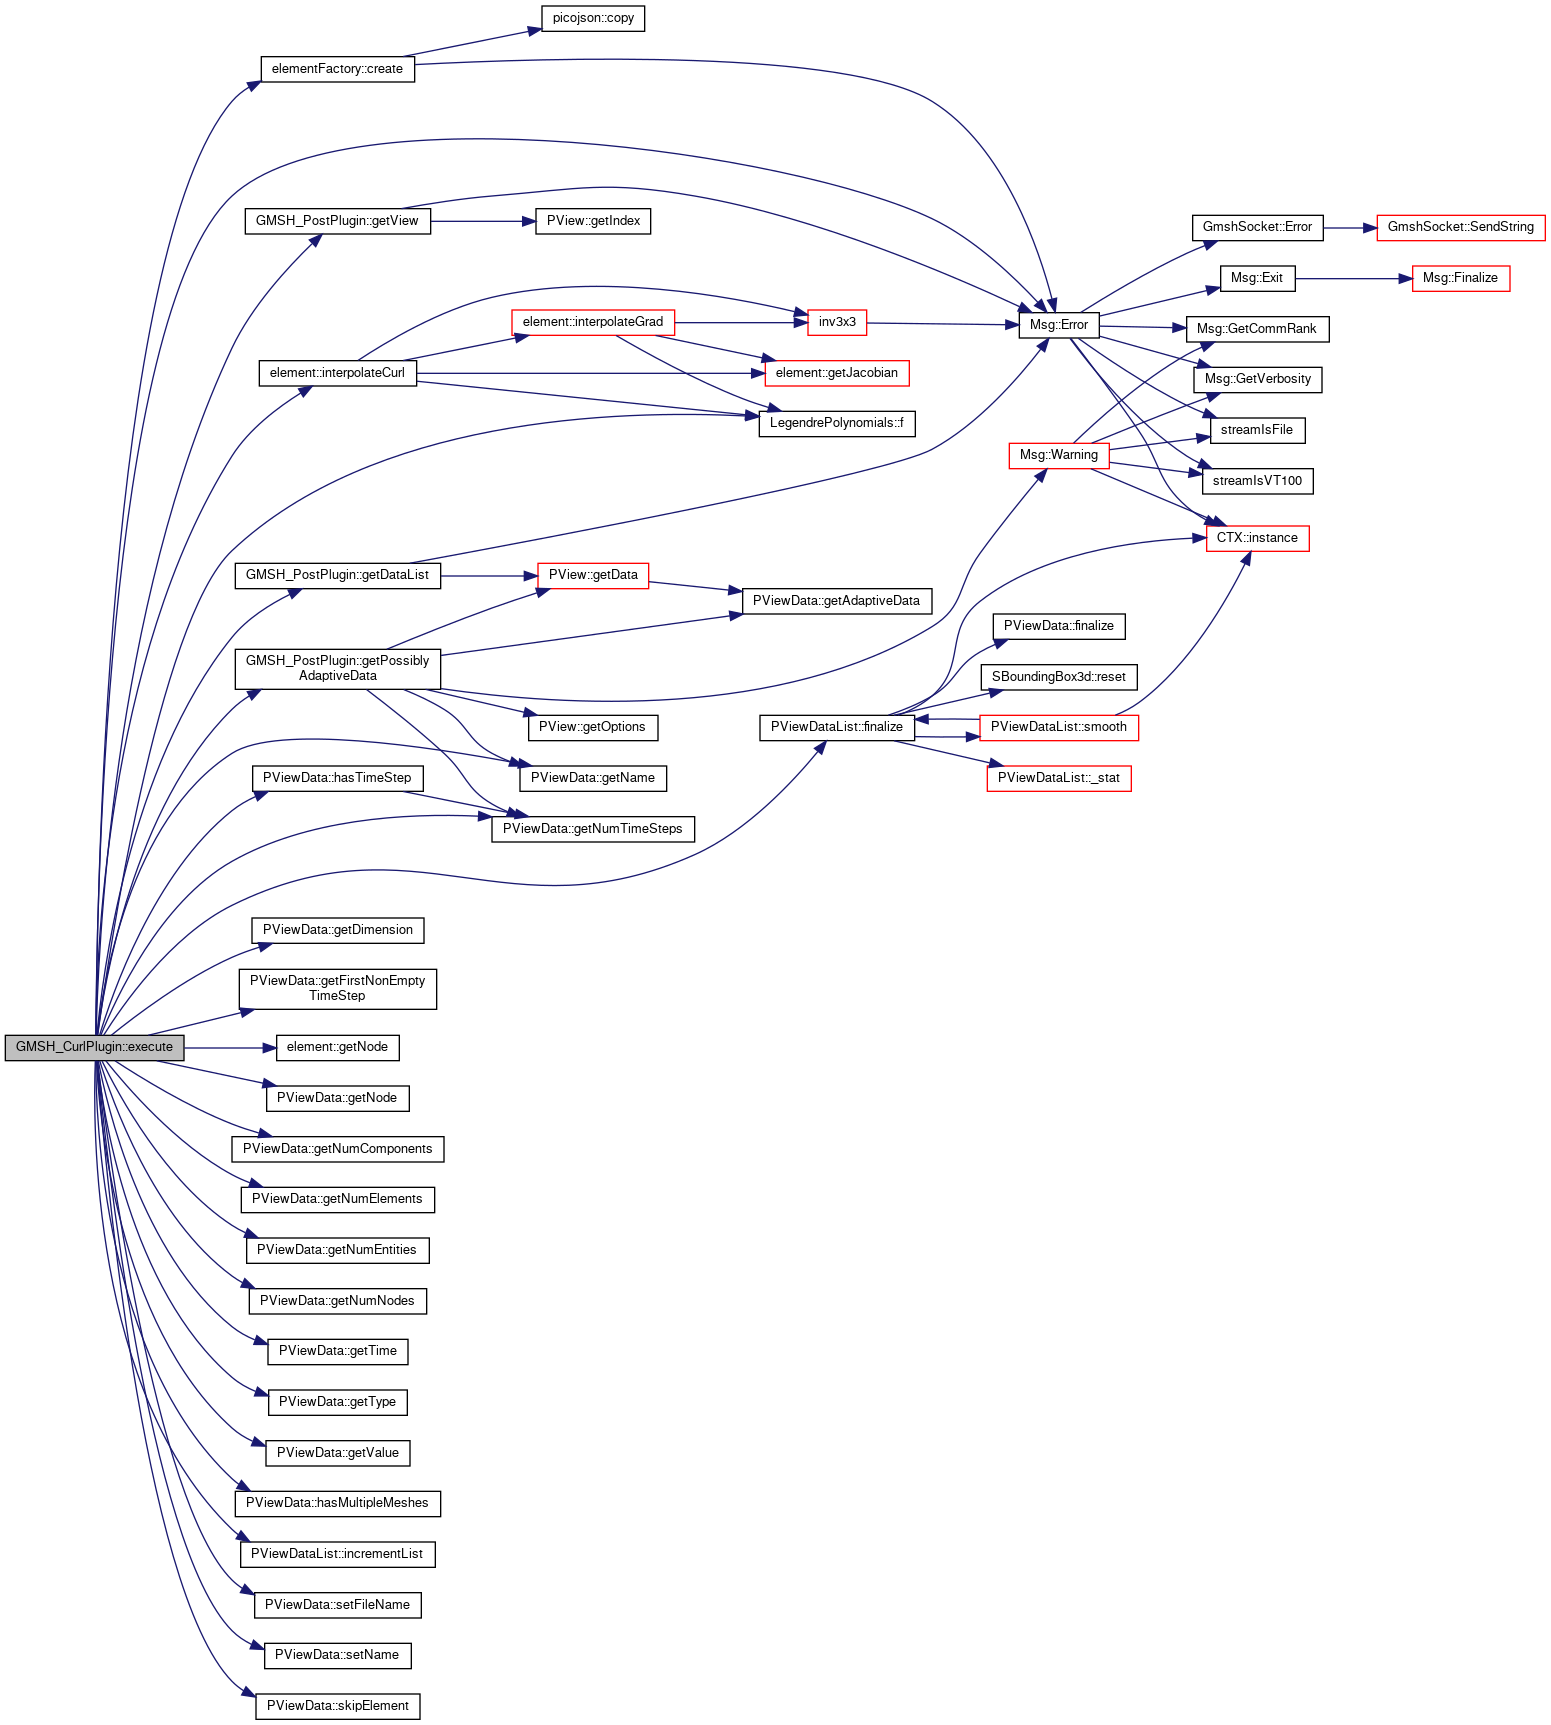 picojson::copy
elementFactory::create
GMSH_PostPlugin::getView
PView::getIndex
GmshSocket::Error
GmshSocket::SendString
Msg::Exit
Msg::Finalize
element::interpolateGrad
inv3x3
Msg::Error
Msg::GetCommRank
element::interpolateCurl
element::getJacobian
Msg::GetVerbosity
LegendrePolynomials::f
streamIsFile
Msg::Warning
streamIsVT100
CTX::instance
GMSH_PostPlugin::getDataList
PView::getData
PViewData::getAdaptiveData
PViewData::finalize
GMSH_PostPlugin::getPossibly
AdaptiveData
SBoundingBox3d::reset
PView::getOptions
PViewDataList::finalize
PViewDataList::smooth
PViewData::hasTimeStep
PViewData::getName
PViewDataList::_stat
PViewData::getNumTimeSteps
PViewData::getDimension
PViewData::getFirstNonEmpty
TimeStep
GMSH_CurlPlugin::execute
element::getNode
PViewData::getNode
PViewData::getNumComponents
PViewData::getNumElements
PViewData::getNumEntities
PViewData::getNumNodes
PViewData::getTime
PViewData::getType
PViewData::getValue
PViewData::hasMultipleMeshes
PViewDataList::incrementList
PViewData::setFileName
PViewData::setName
PViewData::skipElement